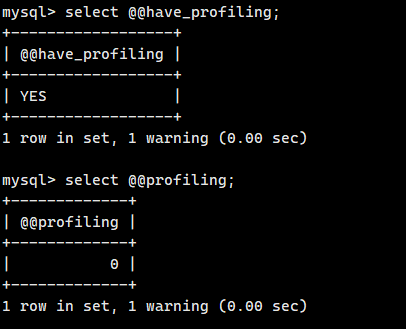 mysql> select @@have_profiling;
+------------------+
| @@have_profiling |
+------------------+
| YES              |
+------------------+
1 row in set, 1 warning (0.00 sec)

mysql> select @@profiling;
+-------------+
| @@profiling |
+-------------+
|           0 |
+-------------+
1 row in set, 1 warning (0.00 sec)